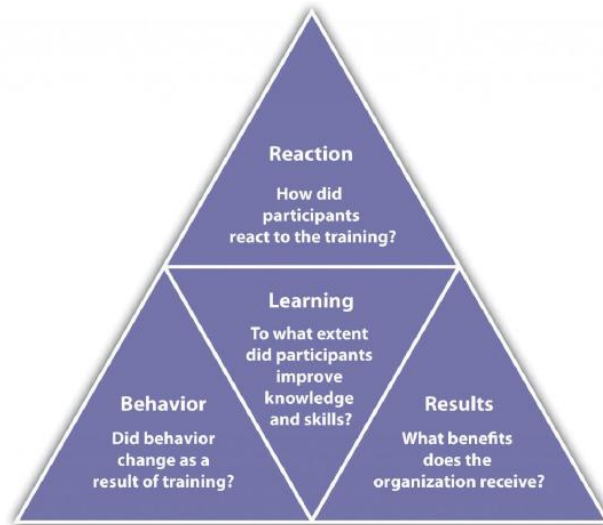 Reaction
How did
participants
react to the training?
Learning
To what extent
did participants
improve
knowledge
and skills?
Behavior
Did behavior
change as a
result of training?
Results
What benefits
does the
organization receive?